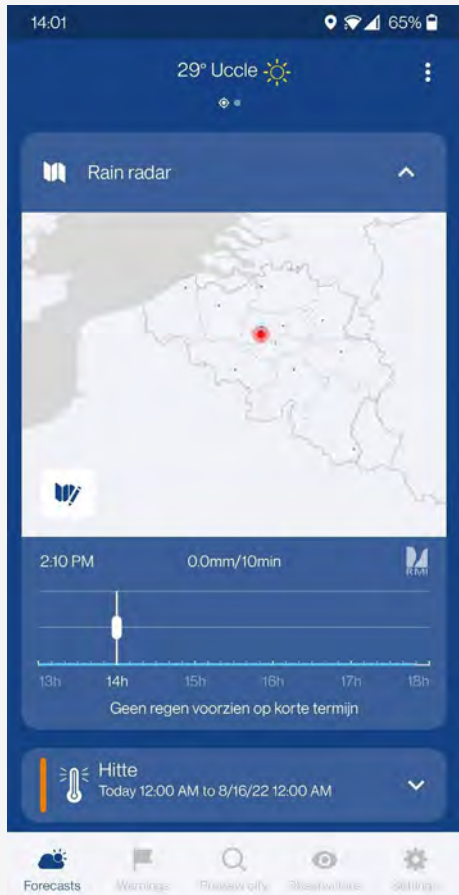 14:01 65%
29° Uccle
Rain radar
2:10 PM 0.0mm/10min
RMI
13h 14h 15h 16h 17h 18h
Geen regen voorzien op korte termijn
Hitte
Today 12:00 AM to 8/16/22 12:00 AM
Forecasts Warnings Observations Settings